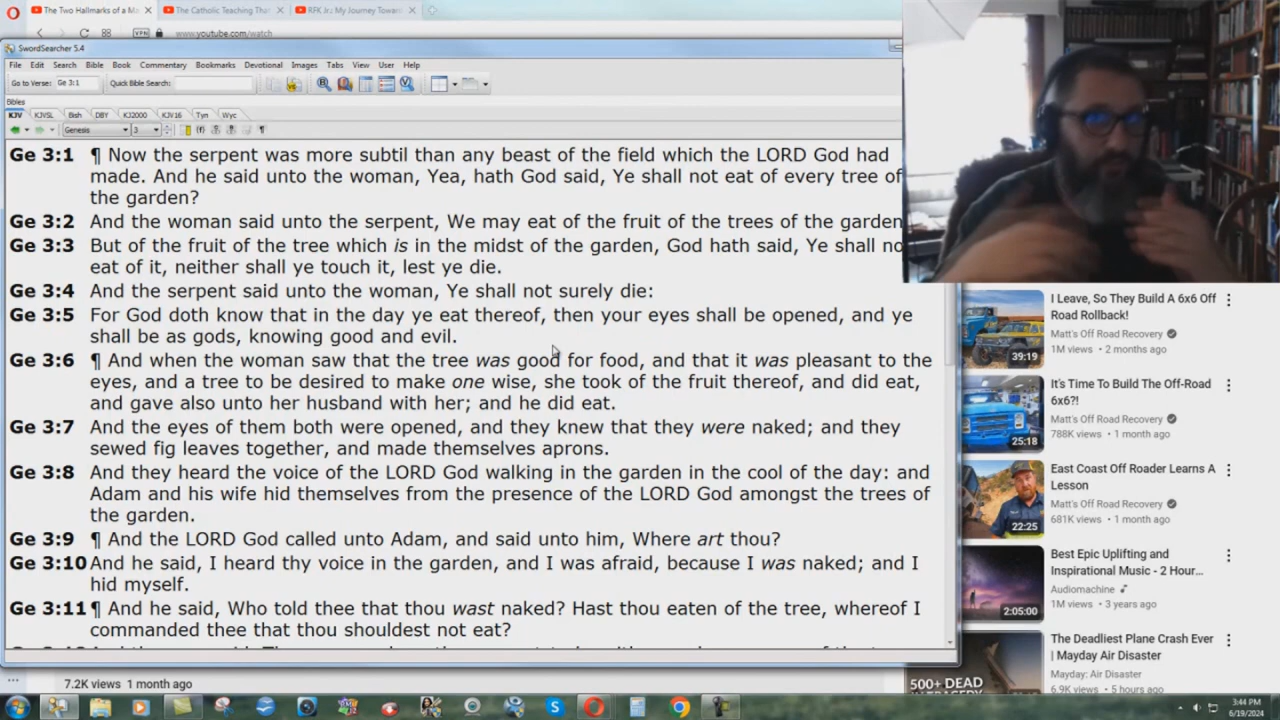 The Two Hallmarks of a Ma
The Catholic Teaching That
RFK Jr.: My Journey Towar
VPN
www.youtube.com/watch
SwordSearcher 5.4
File Edit Search Bible Book Commentary Bookmarks Devotional Images Tabs View User Help
Go to Verse: Ge 3:1 Quick Bible Search:
Bibles
KJV KJVSL Bish DBY KJ2000 KJV16 Tyn Wyc
Genesis 3
Ge 3:1 ¶ Now the serpent was more subtil than any beast of the field which the LORD God had
made. And he said unto the woman, Yea, hath God said, Ye shall not eat of every tree of
the garden?
Ge 3:2 And the woman said unto the serpent, We may eat of the fruit of the trees of the garden
Ge 3:3 But of the fruit of the tree which is in the midst of the garden, God hath said, Ye shall no
eat of it, neither shall ye touch it, lest ye die.
Ge 3:4 And the serpent said unto the woman, Ye shall not surely die:
Ge 3:5 For God doth know that in the day ye eat thereof, then your eyes shall be opened, and ye
shall be as gods, knowing good and evil.
Ge 3:6 ¶ And when the woman saw that the tree was good for food, and that it was pleasant to the
eyes, and a tree to be desired to make one wise, she took of the fruit thereof, and did eat,
and gave also unto her husband with her; and he did eat.
Ge 3:7 And the eyes of them both were opened, and they knew that they were naked; and they
sewed fig leaves together, and made themselves aprons.
Ge 3:8 And they heard the voice of the LORD God walking in the garden in the cool of the day: and
Adam and his wife hid themselves from the presence of the LORD God amongst the trees of
the garden.
Ge 3:9 ¶ And the LORD God called unto Adam, and said unto him, Where art thou?
Ge 3:10 And he said, I heard thy voice in the garden, and I was afraid, because I was naked; and I
hid myself.
Ge 3:11 ¶ And he said, Who told thee that thou wast naked? Hast thou eaten of the tree, whereof I
commanded thee that thou shouldest not eat?
I Leave, So They Build A 6x6 Off
Road Rollback!
Matt's Off Road Recovery
1M views • 2 months ago
39:19
It's Time To Build The Off-Road
6x6?!
Matt's Off Road Recovery
788K views • 1 month ago
25:18
East Coast Off Roader Learns A
Lesson
Matt's Off Road Recovery
681K views • 1 month ago
22:25
Best Epic Uplifting and
Inspirational Music - 2 Hour...
Audiomachine
1M views • 3 years ago
2:05:00
The Deadliest Plane Crash Ever
| Mayday Air Disaster
Mayday: Air Disaster
6.9K views • 5 hours ago
500+ DEAD
7.2K views 1 month ago
3:44 PM
6/19/2024